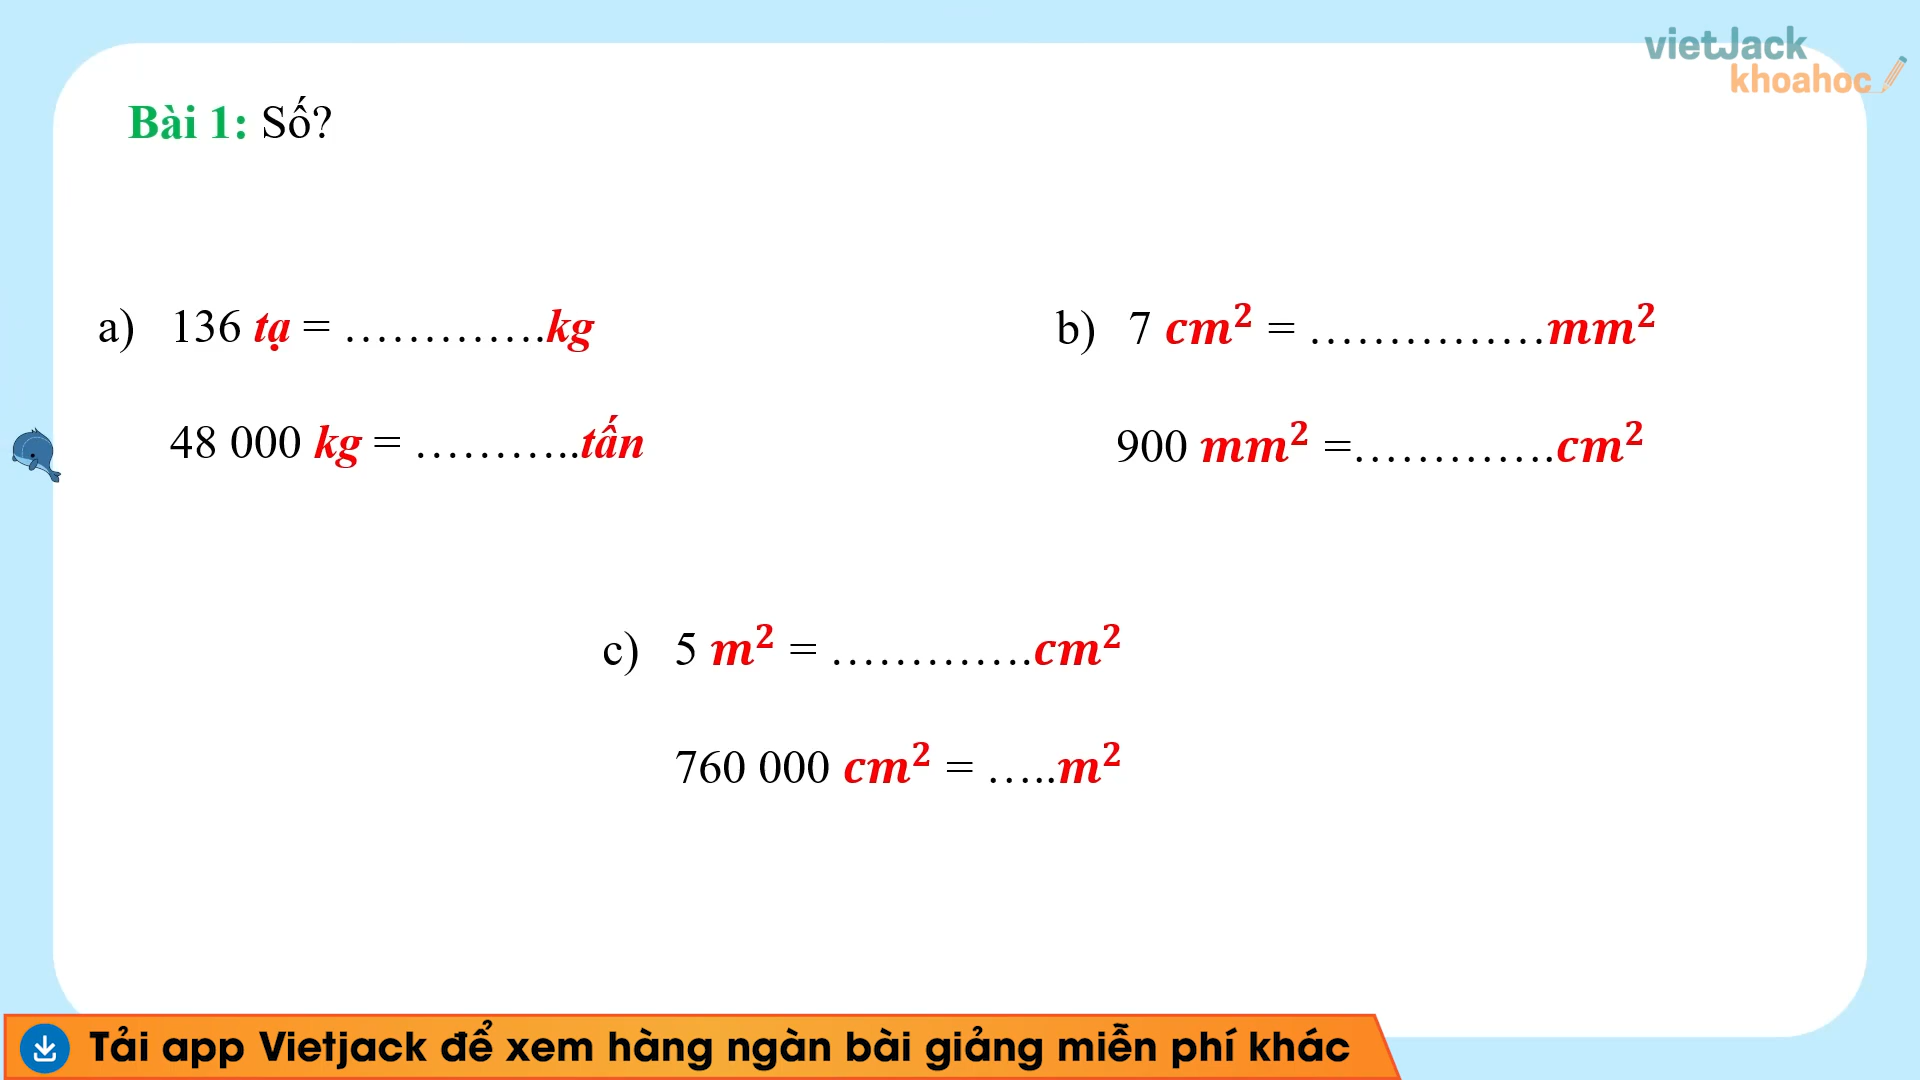 vietJack
khoahoc
Bài 1: Số?
a) 136 tạ = ………….kg
48 000 kg = ………..tấn
b) 7 cm² = ……………mm²
900 mm² =………….cm²
c) 5 m² = ………….cm²
760 000 cm² = …..m²
Tải app Vietjack để xem hàng ngàn bài giảng miễn phí khác